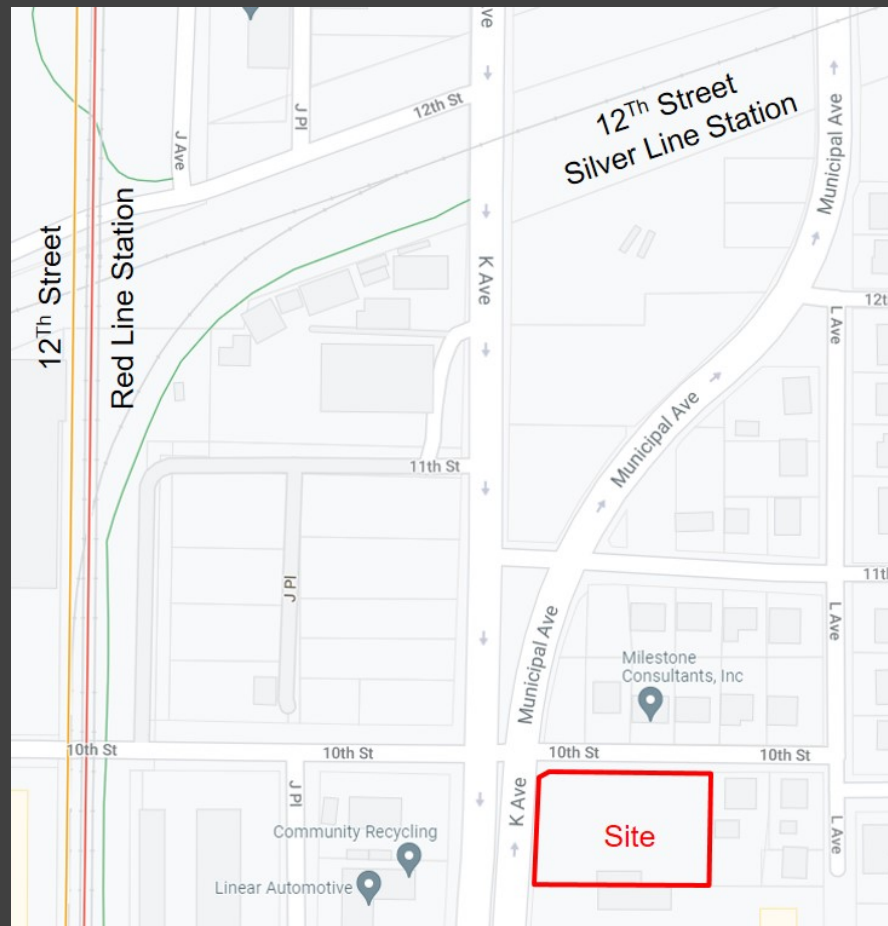 ve
12th St
J Pl
J Ave
12Th Street
Silver Line Station
Municipal Ave
12Th Street
Red Line Station
K Ave
12t
L Ave
Municipal Ave
11th St
J Pl
11t
L Ave
Municipal Ave
Milestone
Consultants, Inc
10th St
10th St
10th St
10th St
J Pl
K Ave
Site
L Ave
Community Recycling
Linear Automotive